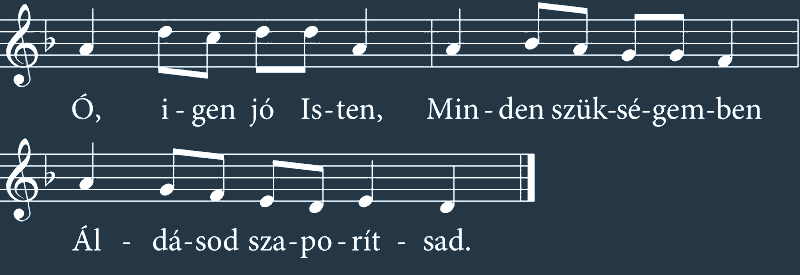 Ó, i - gen jó Is-ten, Min - den szük-sé-gem-ben
Ál - dá-sod sza-po-rít - sad.